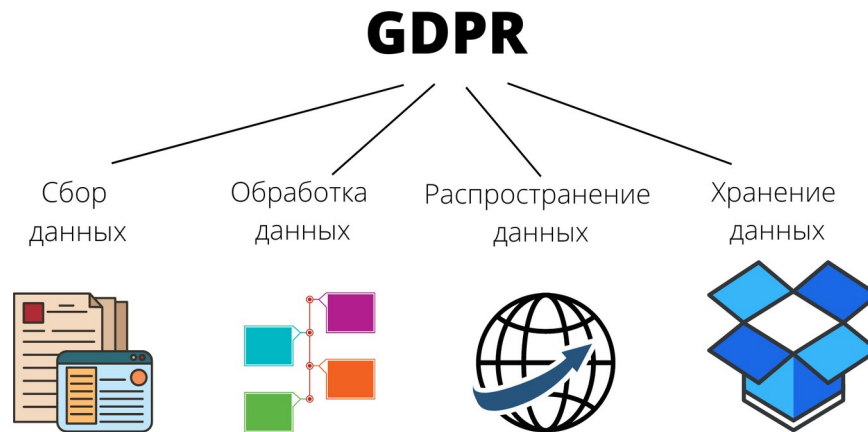 GDPR
Сбор
данных
Обработка
данных
Распространение
данных
Хранение
данных